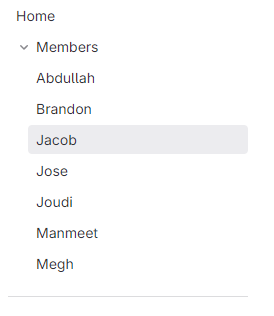 Home
Members
Abdullah
Brandon
Jacob
Jose
Joudi
Manmeet
Megh